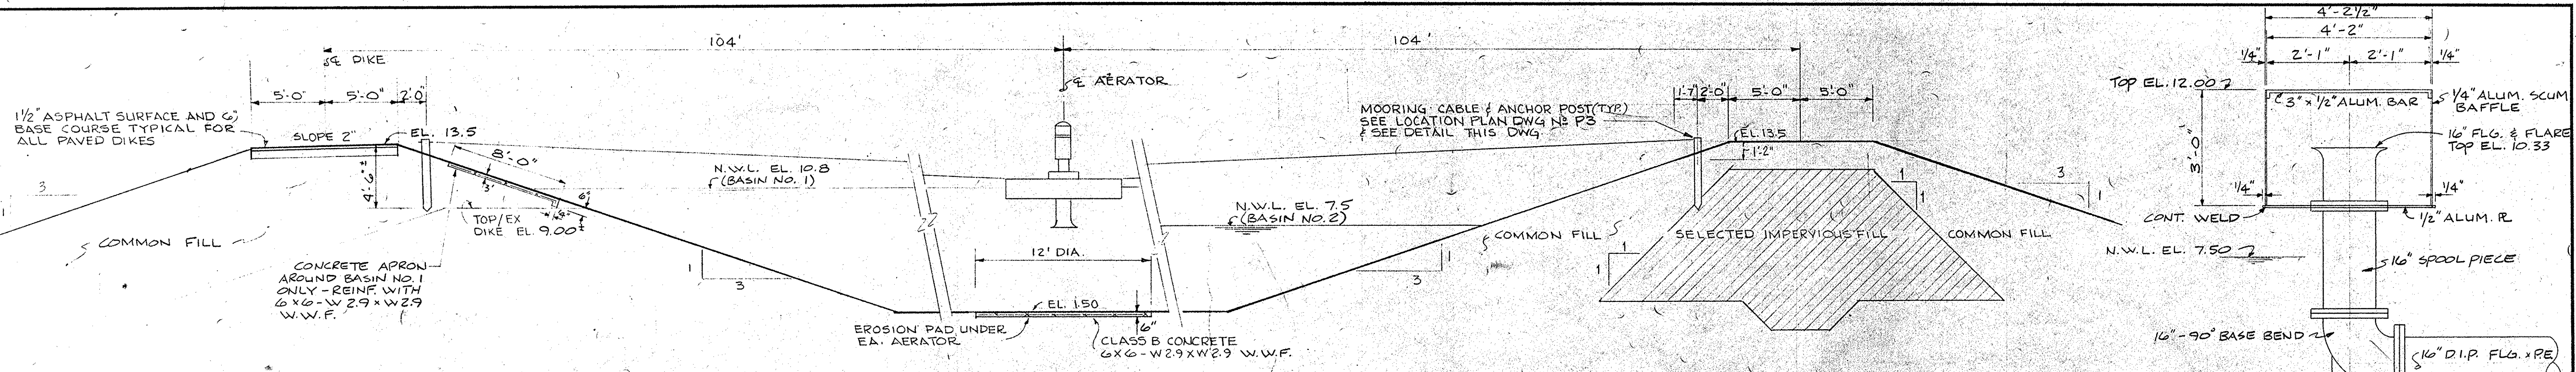 104'
104'
℄ DIKE
℄ AERATOR
5'-0"
5'-0"
2'0"
1 1/2" ASPHALT SURFACE AND 6"
BASE COURSE TYPICAL FOR
ALL PAVED DIKES
SLOPE 2"
EL. 13.5
8'-0"
3"
4'-6"±
6"
TOP/EX
DIKE EL. 9.00±
3
1
COMMON FILL
CONCRETE APRON
AROUND BASIN NO. 1
ONLY - REINF. WITH
6 x 6 - W 2.9 x W 2.9
W.W.F.
1
3
N.W.L. EL. 10.8
(BASIN NO. 1)
12' DIA.
EL. 1.50
6"
EROSION PAD UNDER
EA. AERATOR
CLASS B CONCRETE
6X6 - W2.9 X W2.9 W.W.F.
N.W.L. EL. 7.5
(BASIN NO. 2)
MOORING CABLE & ANCHOR POST (TYP.)
SEE LOCATION PLAN DWG Nº P3
& SEE DETAIL THIS DWG.
1'-7"
2'-0"
5'-0"
5'-0"
EL. 13.5
1'-2"
1
1
3
1
COMMON FILL
SELECTED IMPERVIOUS FILL
COMMON FILL
1
3
1
1
4'-2 1/2"
4'-2"
1/4"
2'-1"
2'-1"
1/4"
TOP EL. 12.00
3" x 1/2" ALUM. BAR
1/4" ALUM. SCUM
BAFFLE
16" FLG. & FLARE
TOP EL. 10.33
3'-0"
1/4"
1/4"
CONT. WELD
1/2" ALUM. ℄
N.W.L. EL. 7.50
16" SPOOL PIECE
16" - 90° BASE BEND
16" D.I.P. FLG. x P.E.